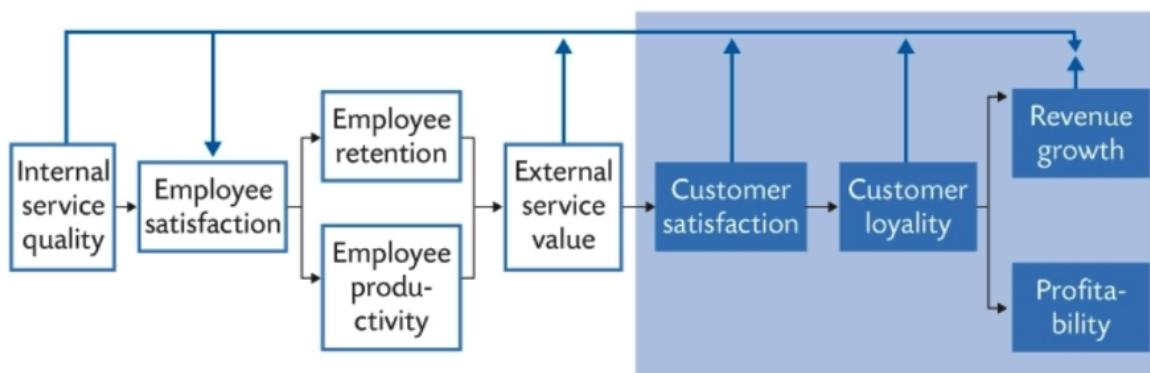 Internal
service
quality
Employee
satisfaction
Employee
retention
Employee
produ-
ctivity
External
service
value
Customer
satisfaction
Customer
loyality
Revenue
growth
Profita-
bility